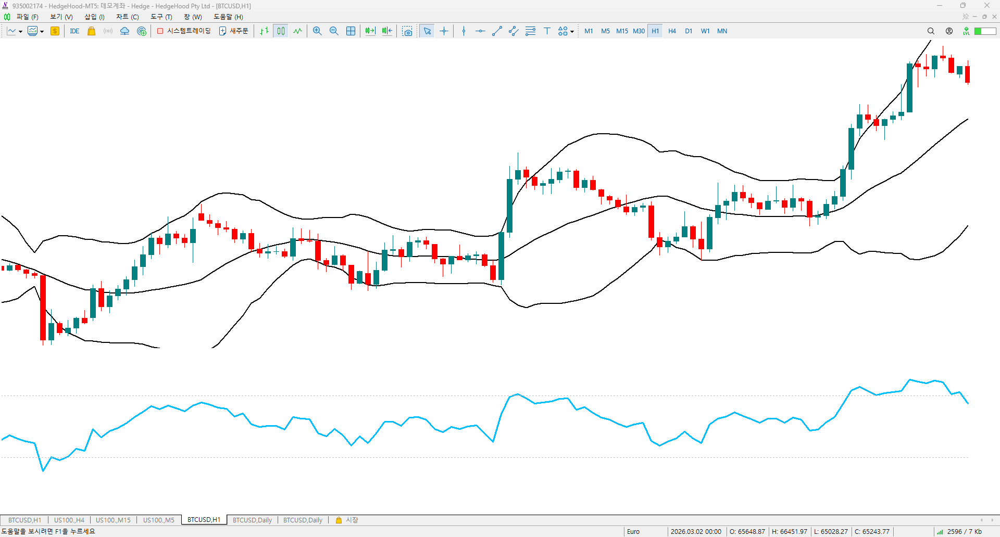 935002174 - HedgeHood-MT5: 데모계좌 - Hedge - HedgeHood Pty Ltd - [BTCUSD,H1]
파일 (F) 보기 (V) 삽입 (I) 차트 (C) 도구 (T) 창 (W) 도움말 (H)
IDE 시스템트레이딩 새주문 M1 M5 M15 M30 H1 H4 D1 W1 MN LVL
BTCUSD,H1 US100.,H4 US100.,M15 US100.,M5 BTCUSD,H1 BTCUSD,Daily BTCUSD,Daily 시장
도움말을 보시려면 F1을 누르세요 Euro 2026.03.02 00:00 O: 65648.87 H: 66451.97 L: 65028.27 C: 65243.77 2596 / 7 Kb